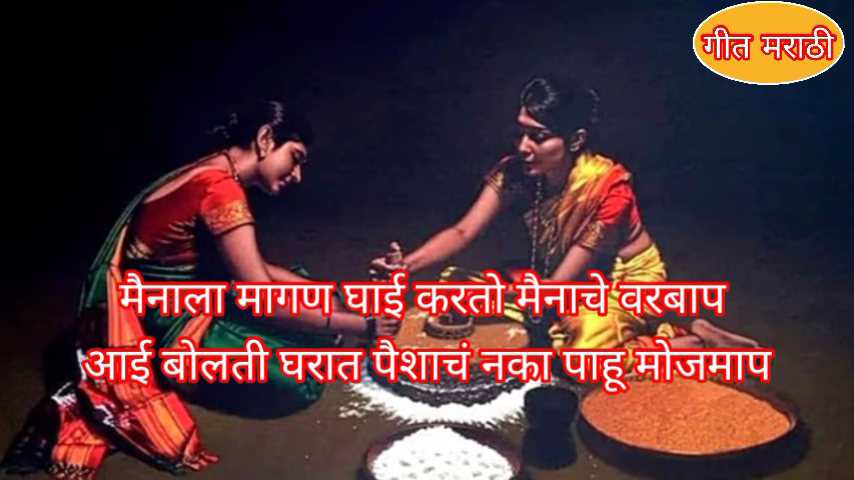 गीत मराठी
मैनाला मागण घाई करतो मैनाचे वरबाप
आई बोलती घरात पैशाचं नका पाहू मोजमाप